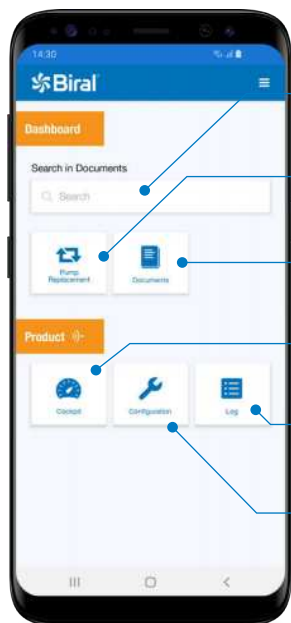 14:30
Biral
Dashboard
Search in Documents
Search
Pump
Replacement
Documents
Product
Cockpit
Configuration
Log